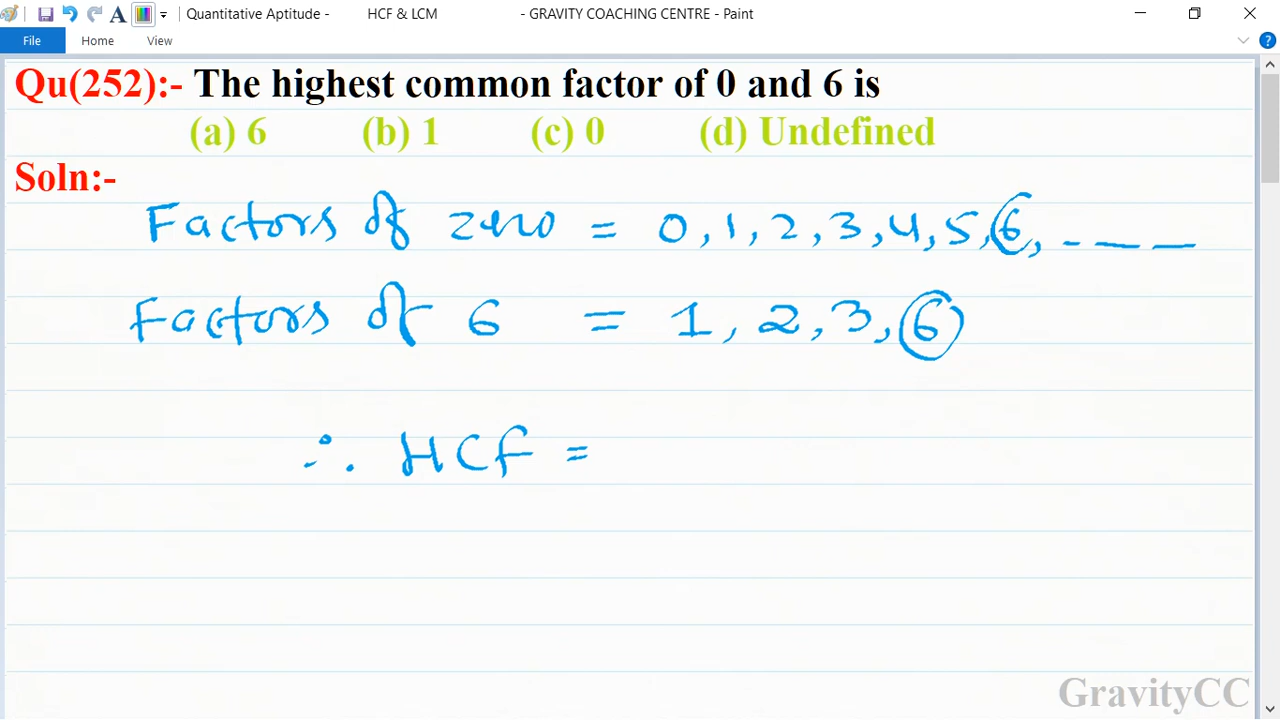 Quantitative Aptitude - HCF & LCM - GRAVITY COACHING CENTRE - Paint
File Home View
Qu(252):- The highest common factor of 0 and 6 is
(a) 6 (b) 1 (c) 0 (d) Undefined
Soln:-
Factors of zero = 0, 1, 2, 3, 4, 5, 6, - - - -
Factors of 6 = 1, 2, 3, 6
∴ HCF =
GravityCC